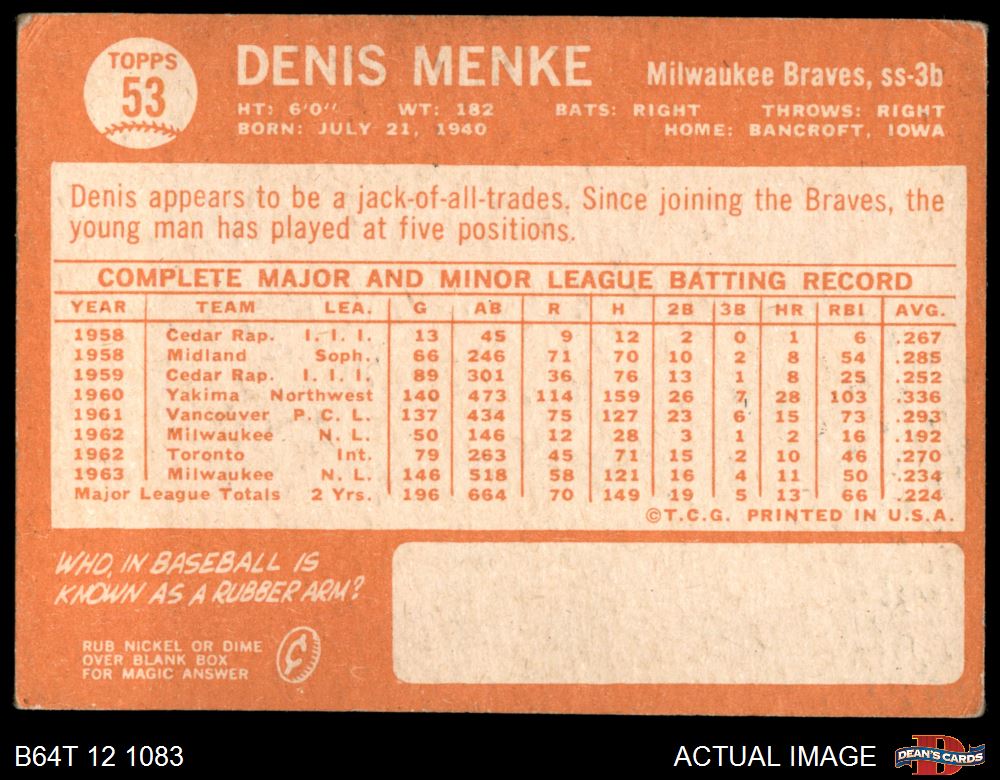 TOPPS
53
DENIS MENKE
Milwaukee Braves, ss-3b
HT: 6'0" WT: 182 BATS: RIGHT THROWS: RIGHT
BORN: JULY 21, 1940 HOME: BANCROFT, IOWA
Denis appears to be a jack-of-all-trades. Since joining the Braves, the
young man has played at five positions.
COMPLETE MAJOR AND MINOR LEAGUE BATTING RECORD
YEAR TEAM LEA. G AB R H 2B 3B HR RBI AVG.
1958 Cedar Rap. I. I. I. 13 45 9 12 2 0 1 6 .267
1958 Midland Soph. 66 246 71 70 10 2 8 54 .285
1959 Cedar Rap. I. I. I. 89 301 36 76 13 1 8 25 .252
1960 Yakima Northwest 140 473 114 159 26 7 28 103 .336
1961 Vancouver P. C. L. 137 434 75 127 23 6 15 73 .293
1962 Milwaukee N. L. 50 146 12 28 3 1 2 16 .192
1962 Toronto Int. 79 263 45 71 15 2 10 46 .270
1963 Milwaukee N. L. 146 518 58 121 16 4 11 50 .234
Major League Totals 2 Yrs. 196 664 70 149 19 5 13 66 .224
©T.C.G. PRINTED IN U.S.A.
WHO, IN BASEBALL IS
KNOWN AS A RUBBER ARM?
RUB NICKEL OR DIME
OVER BLANK BOX
FOR MAGIC ANSWER
B64T 12 1083
ACTUAL IMAGE
D
DEAN'S CARDS